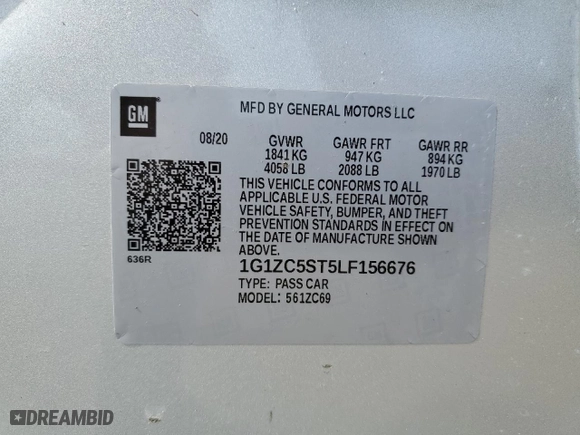 GM
MFD BY GENERAL MOTORS LLC
08/20 GVWR GAWR FRT GAWR RR
1841 KG 947 KG 894 KG
4058 LB 2088 LB 1970 LB
THIS VEHICLE CONFORMS TO ALL
APPLICABLE U.S. FEDERAL MOTOR
VEHICLE SAFETY, BUMPER, AND THEFT
PREVENTION STANDARDS IN EFFECT ON
THE DATE OF MANUFACTURE SHOWN
ABOVE.
636R
1G1ZC5ST5LF156676
TYPE: PASS CAR
MODEL: 561ZC69
DREAMBID